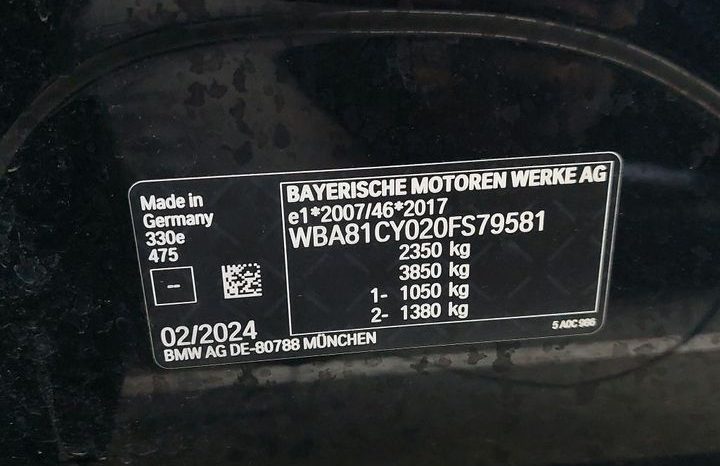 Made in
Germany
330e
475
--
02/2024
BMW AG DE-80788 MÜNCHEN
BAYERISCHE MOTOREN WERKE AG
e1*2007/46*2017
WBA81CY020FS79581
2350 kg
3850 kg
1- 1050 kg
2- 1380 kg
5 A0C 985